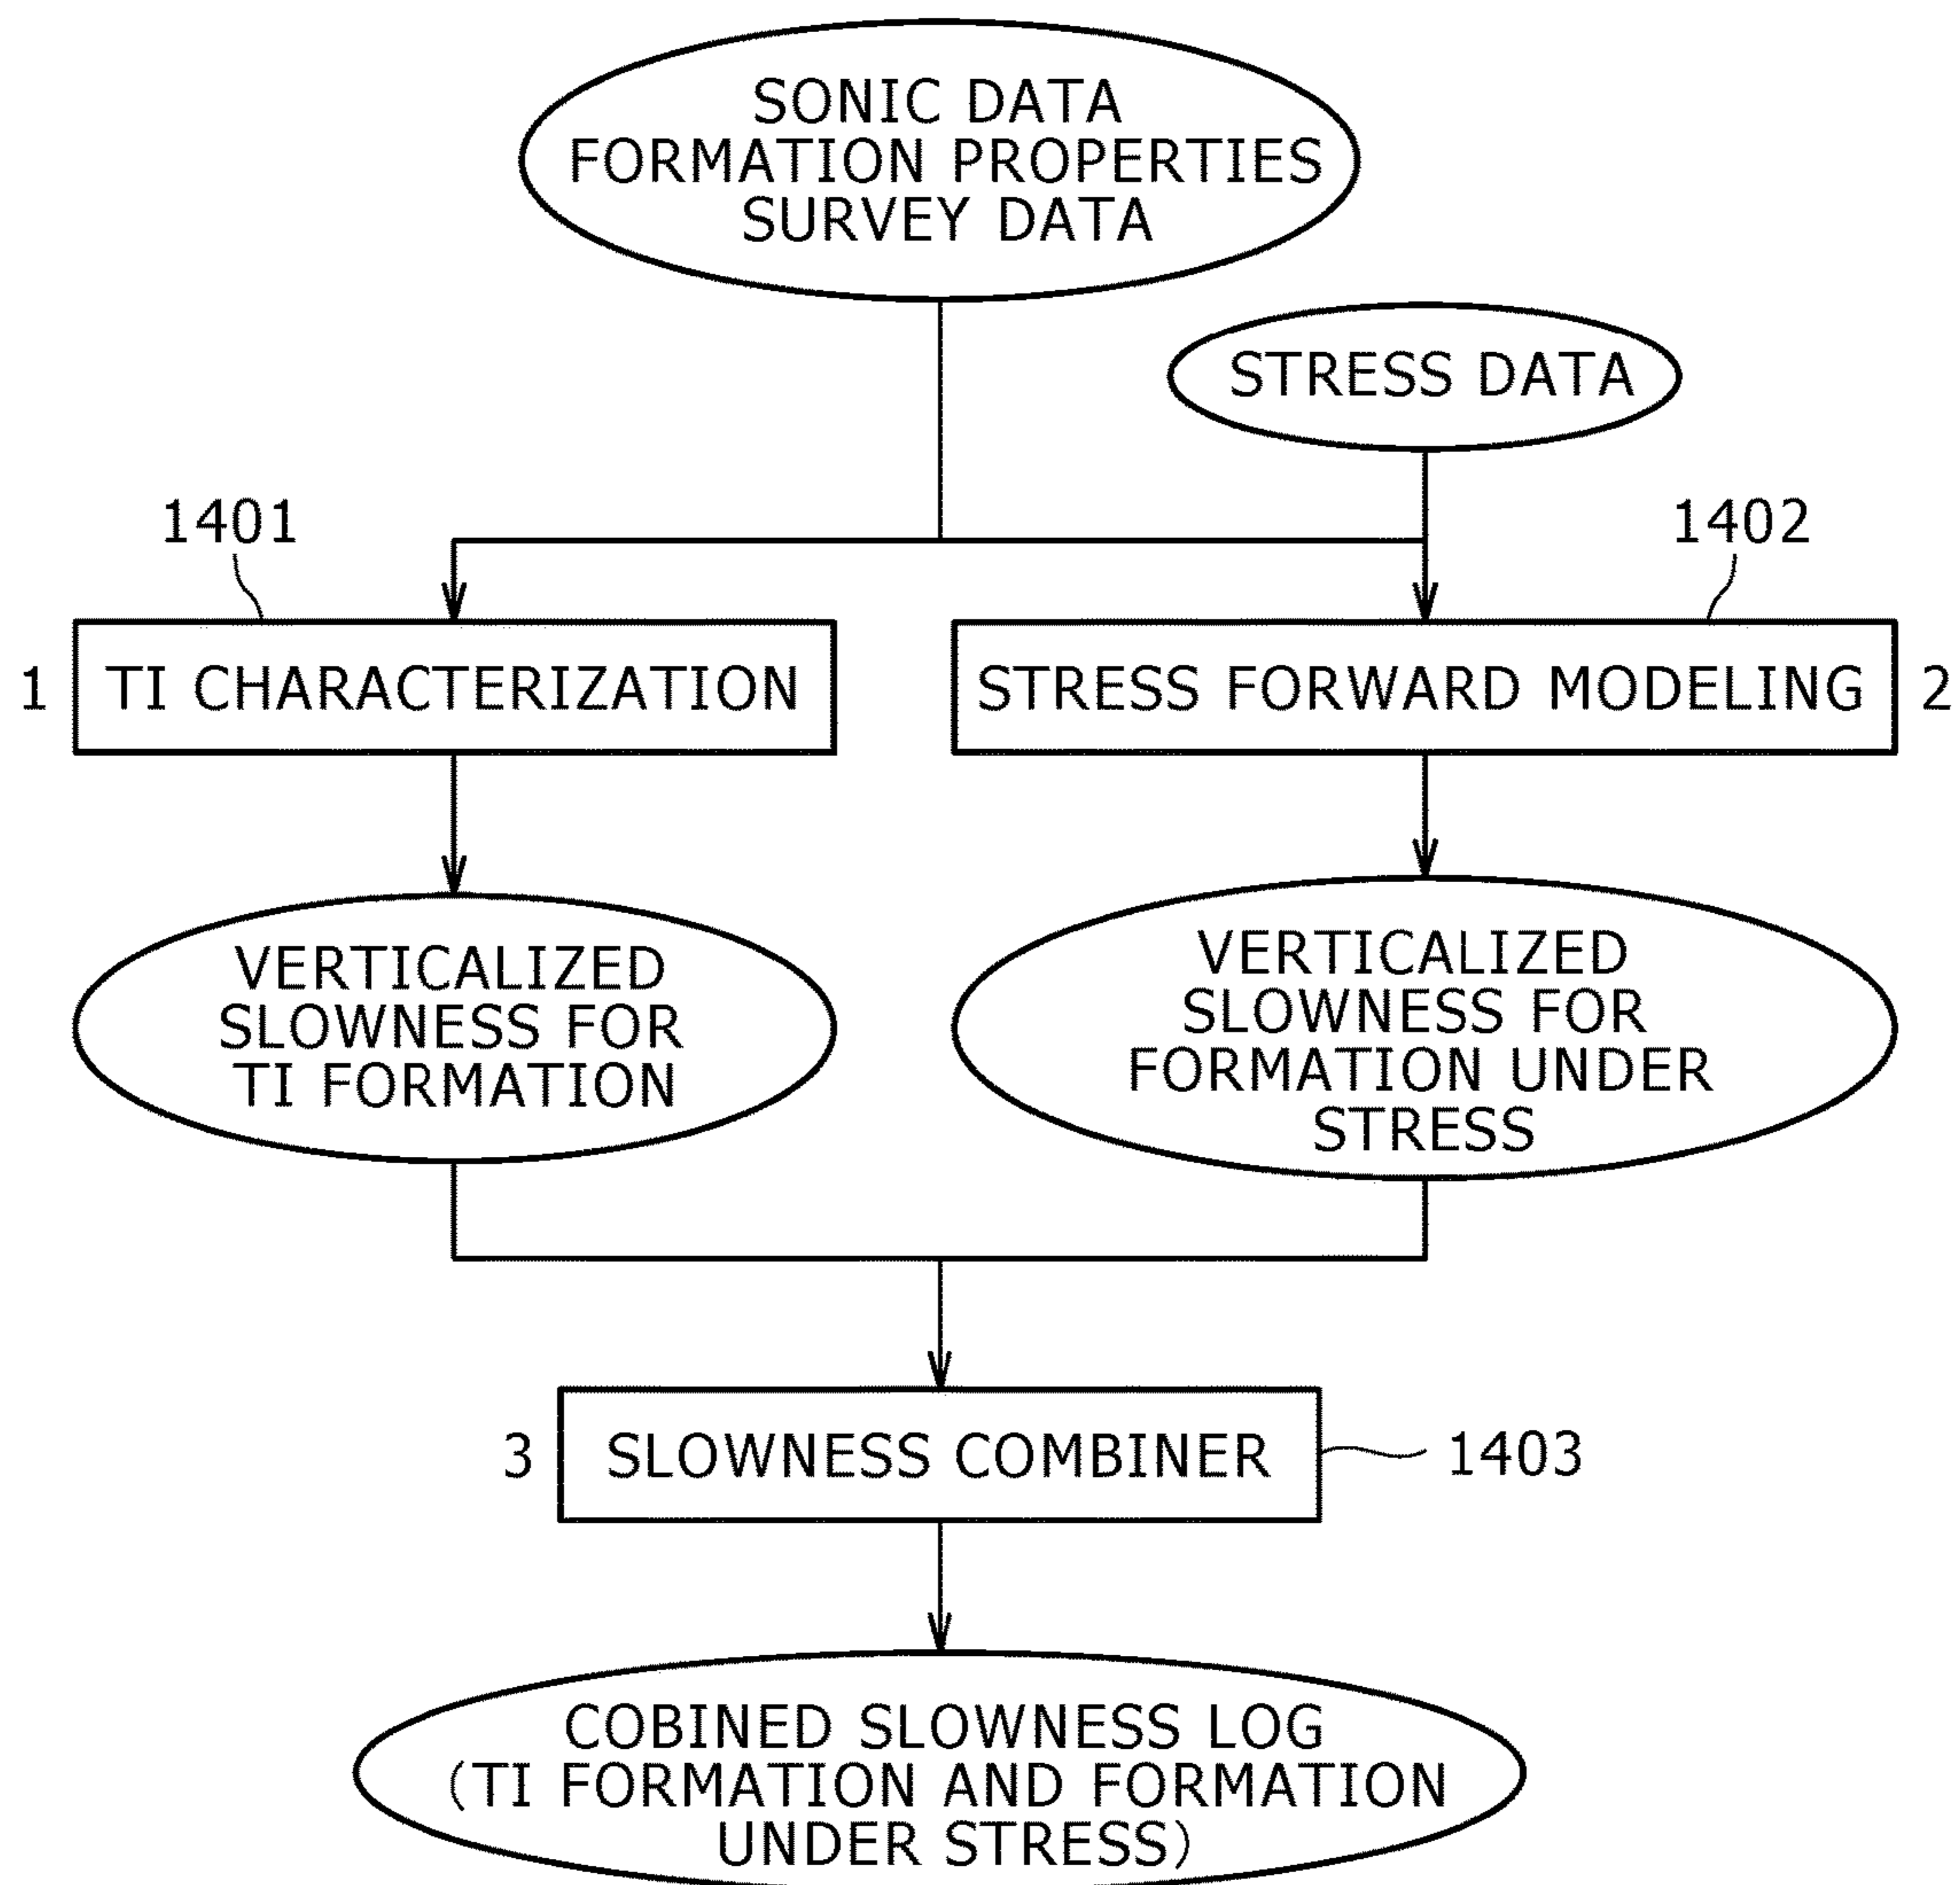 SONIC DATA
FORMATION PROPERTIES
SURVEY DATA
STRESS DATA
1401
1402
1 TI CHARACTERIZATION
STRESS FORWARD MODELING 2
VERTICALIZED
SLOWNESS FOR
TI FORMATION
VERTICALIZED
SLOWNESS FOR
FORMATION UNDER
STRESS
3 SLOWNESS COMBINER 1403
COBINED SLOWNESS LOG
(TI FORMATION AND FORMATION
UNDER STRESS)